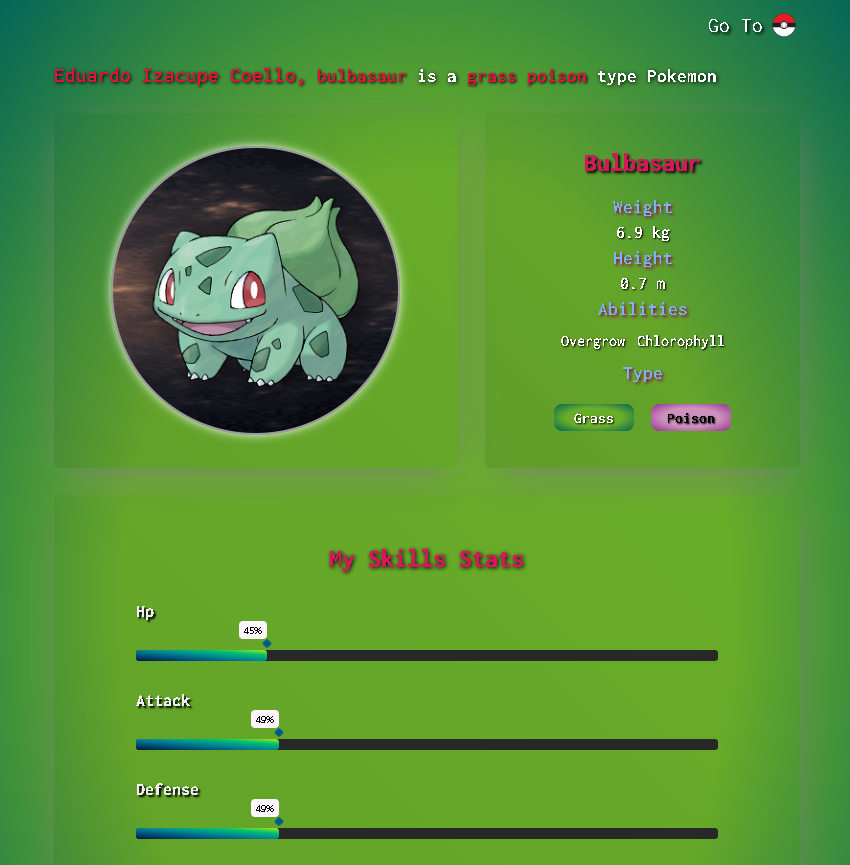 Go To
Eduardo Izacupe Coello, bulbasaur is a grass poison type Pokemon
Bulbasaur
Weight
6.9 kg
Height
0.7 m
Abilities
Overgrow Chlorophyll
Type
Grass Poison
My Skills Stats
Hp
45%
Attack
49%
Defense
49%